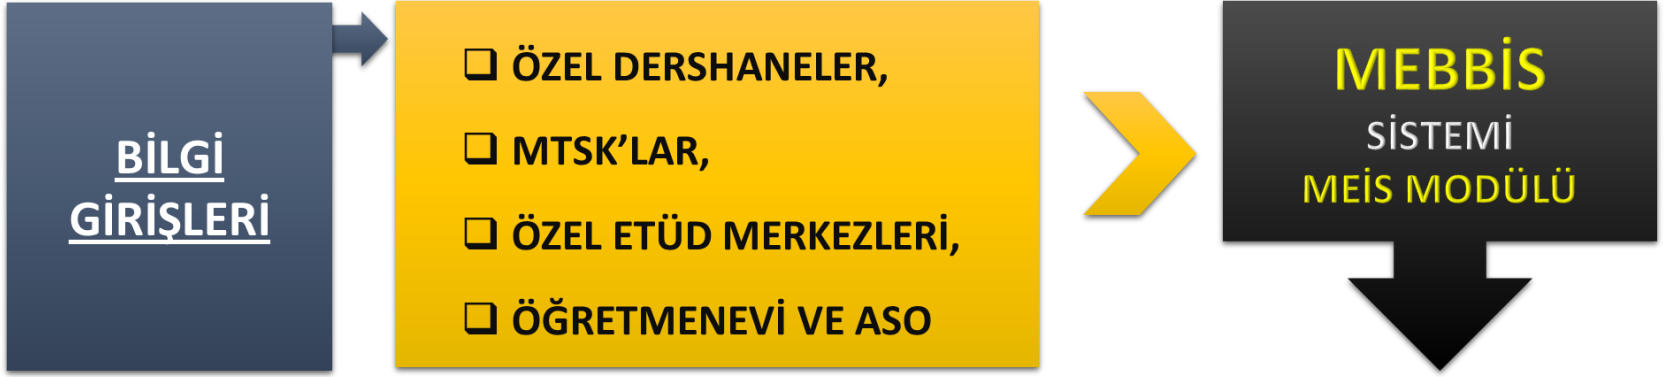 BİLGİ
GİRİŞLERİ
ÖZEL DERSHANELER,
MTSK’LAR,
ÖZEL ETÜD MERKEZLERİ,
ÖĞRETMENEVİ VE ASO
MEBBİS
SİSTEMİ
MEİS MODÜLÜ